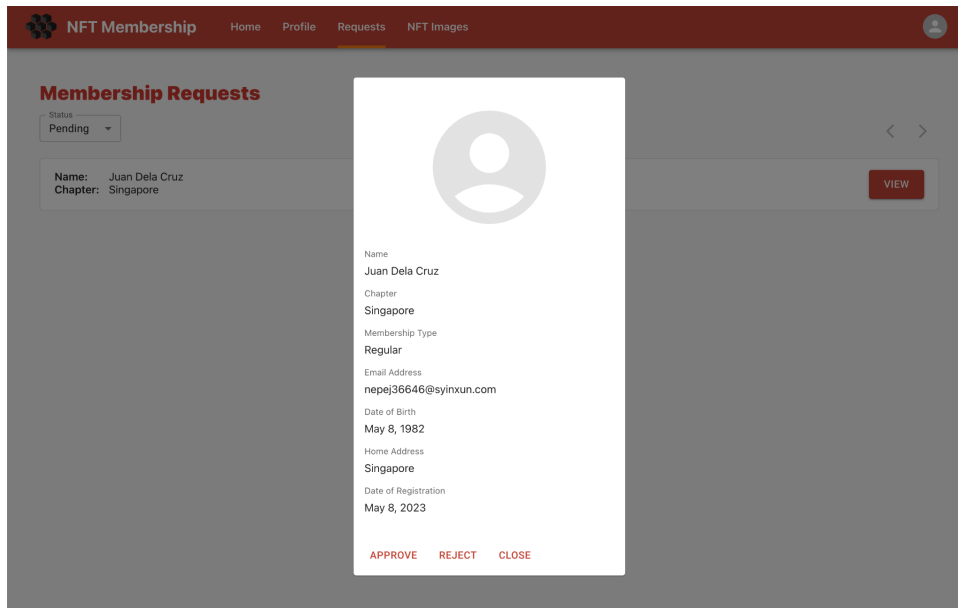 NFT Membership Home Profile Requests NFT Images
Membership Requests
Status
Pending
Name: Juan Dela Cruz
Chapter: Singapore
VIEW
Name
Juan Dela Cruz
Chapter
Singapore
Membership Type
Regular
Email Address
nepej36646@syinxun.com
Date of Birth
May 8, 1982
Home Address
Singapore
Date of Registration
May 8, 2023
APPROVE REJECT CLOSE